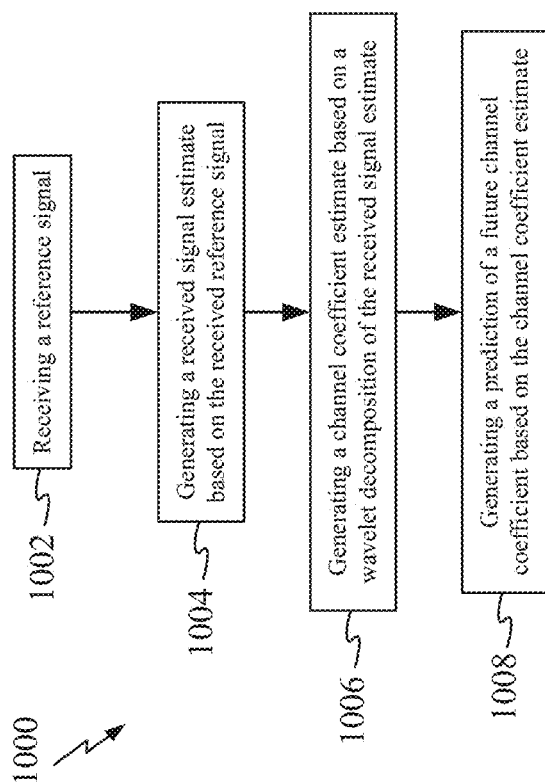 1000
1002
Receiving a reference signal
1004
Generating a received signal estimate
based on the received reference signal
1006
Generating a channel coefficient estimate based on a
wavelet decomposition of the received signal estimate
1008
Generating a prediction of a future channel
coefficient based on the channel coefficient estimate